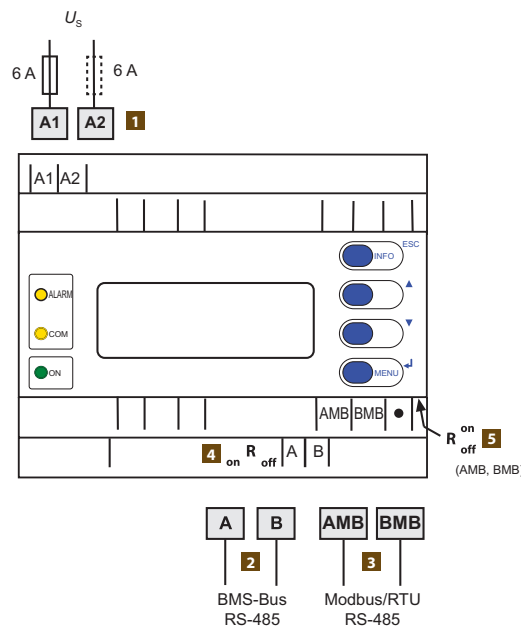 Us
6 A
6 A
A1 A2 1
A1 A2
ESC
INFO
ALARM
COM
MENU
ON
AMB BMB
on
R
off
5
(AMB, BMB)
4 on R off A B
A B AMB BMB
2 3
BMS-Bus Modbus/RTU
RS-485 RS-485